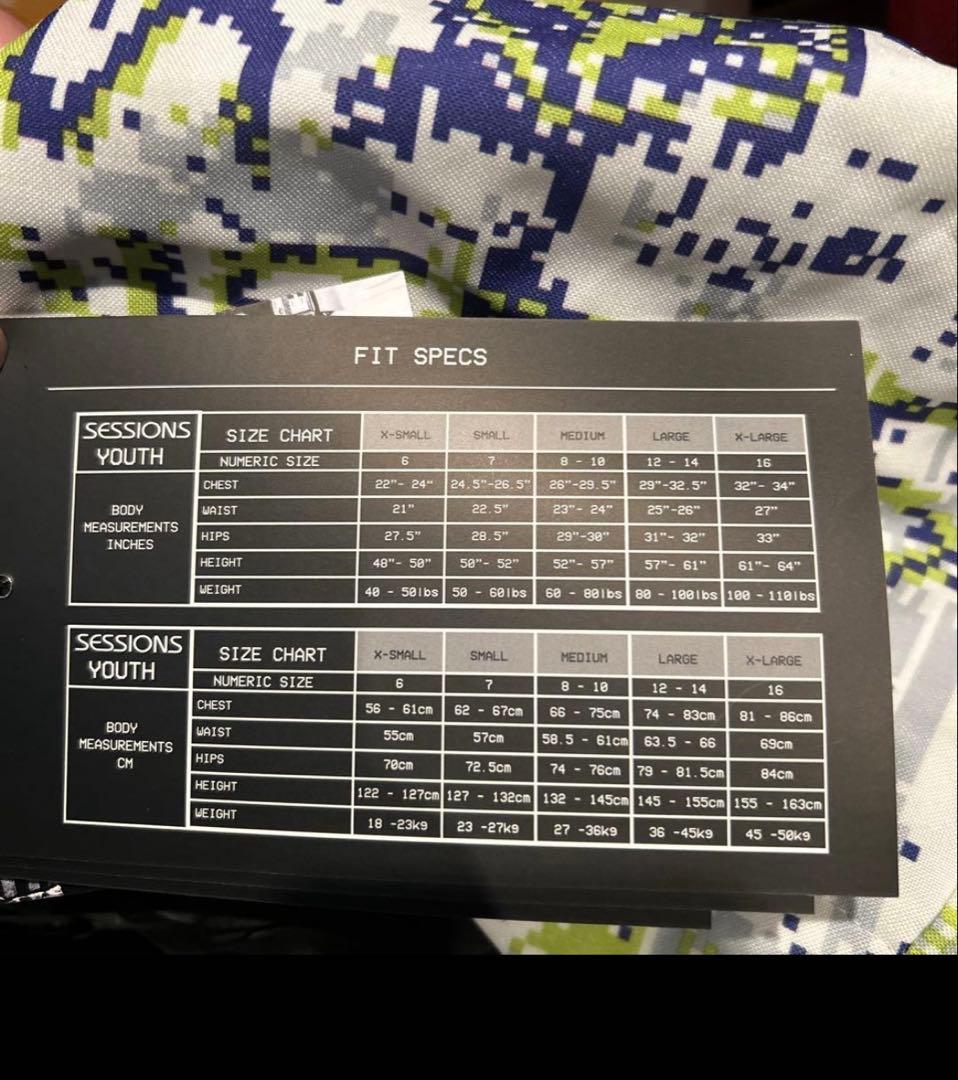 FIT SPECS
SESSIONS YOUTH SIZE CHART X-SMALL SMALL MEDIUM LARGE X-LARGE
NUMERIC SIZE 6 7 8 - 10 12 - 14 16
BODY MEASUREMENTS INCHES
CHEST 22"- 24" 24.5"-26.5" 26"-29.5" 29"-32.5" 32"- 34"
WAIST 21" 22.5" 23"- 24" 25"-26" 27"
HIPS 27.5" 28.5" 29"-30" 31"- 32" 33"
HEIGHT 48"- 50" 50"- 52" 52"- 57" 57"- 61" 61"- 64"
WEIGHT 40 - 50lbs 50 - 60lbs 60 - 80lbs 80 - 100lbs 100 - 110lbs
SESSIONS YOUTH SIZE CHART X-SMALL SMALL MEDIUM LARGE X-LARGE
NUMERIC SIZE 6 7 8 - 10 12 - 14 16
BODY MEASUREMENTS CM
CHEST 56 - 61cm 62 - 67cm 66 - 75cm 74 - 83cm 81 - 86cm
WAIST 55cm 57cm 58.5 - 61cm 63.5 - 66 69cm
HIPS 70cm 72.5cm 74 - 76cm 79 - 81.5cm 84cm
HEIGHT 122 - 127cm 127 - 132cm 132 - 145cm 145 - 155cm 155 - 163cm
WEIGHT 18 -23kg 23 -27kg 27 -36kg 36 -45kg 45 -50kg